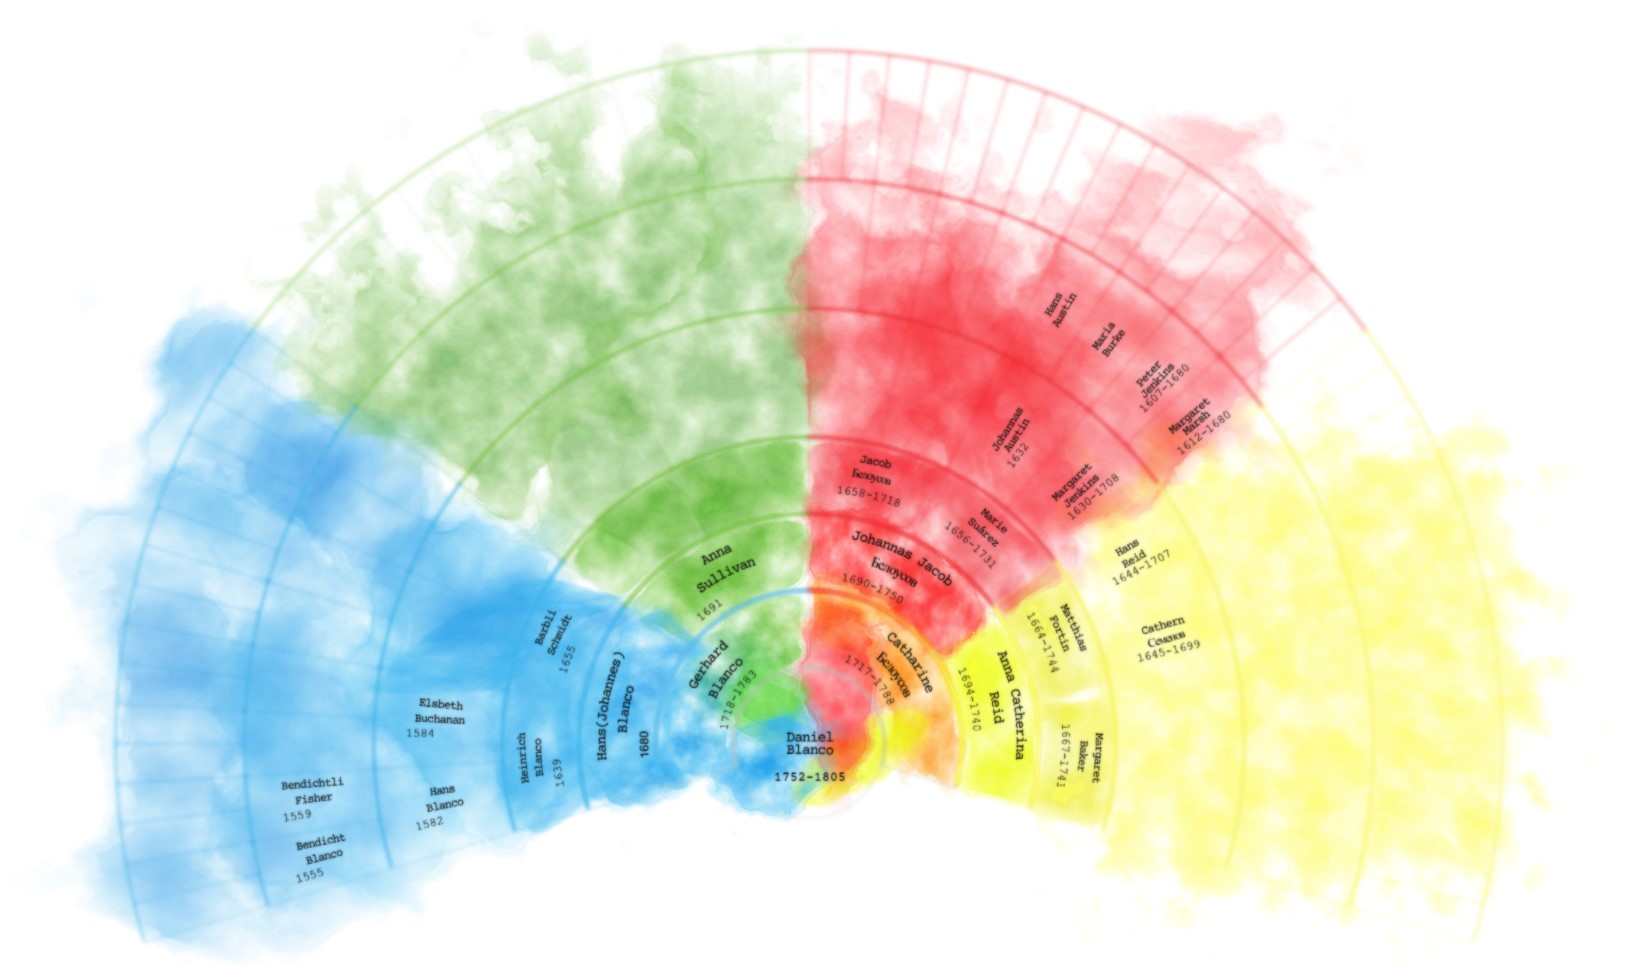 Daniel
Blanco
1752-1805
Gerhard
Blanco
1718-1783
Catharine
Белоусов
1717-1788
Hans(Johannes)
Blanco
1680
Anna
Sullivan
1691
Johannas Jacob
Белоусов
1690-1750
Anna Catherina
Reid
1694-1740
Heinrich
Blanco
1639
Barbli
Schmidt
1655
Jacob
Белоусов
1658-1718
Marie
Suárez
1656-1731
Matthias
Fortin
1664-1744
Margaret
Baker
1667-1741
Hans
Blanco
1582
Elsbeth
Buchanan
1584
Johannas
Austin
1632
Margaret
Jenkins
1630-1708
Hans
Reid
1644-1707
Cathern
Семенов
1645-1699
Bendicht
Blanco
1555
Bendichtli
Fisher
1559
Hans
Austin
Maria
Burke
Peter
Jenkins
1607-1680
Margaret
Marsh
1612-1680